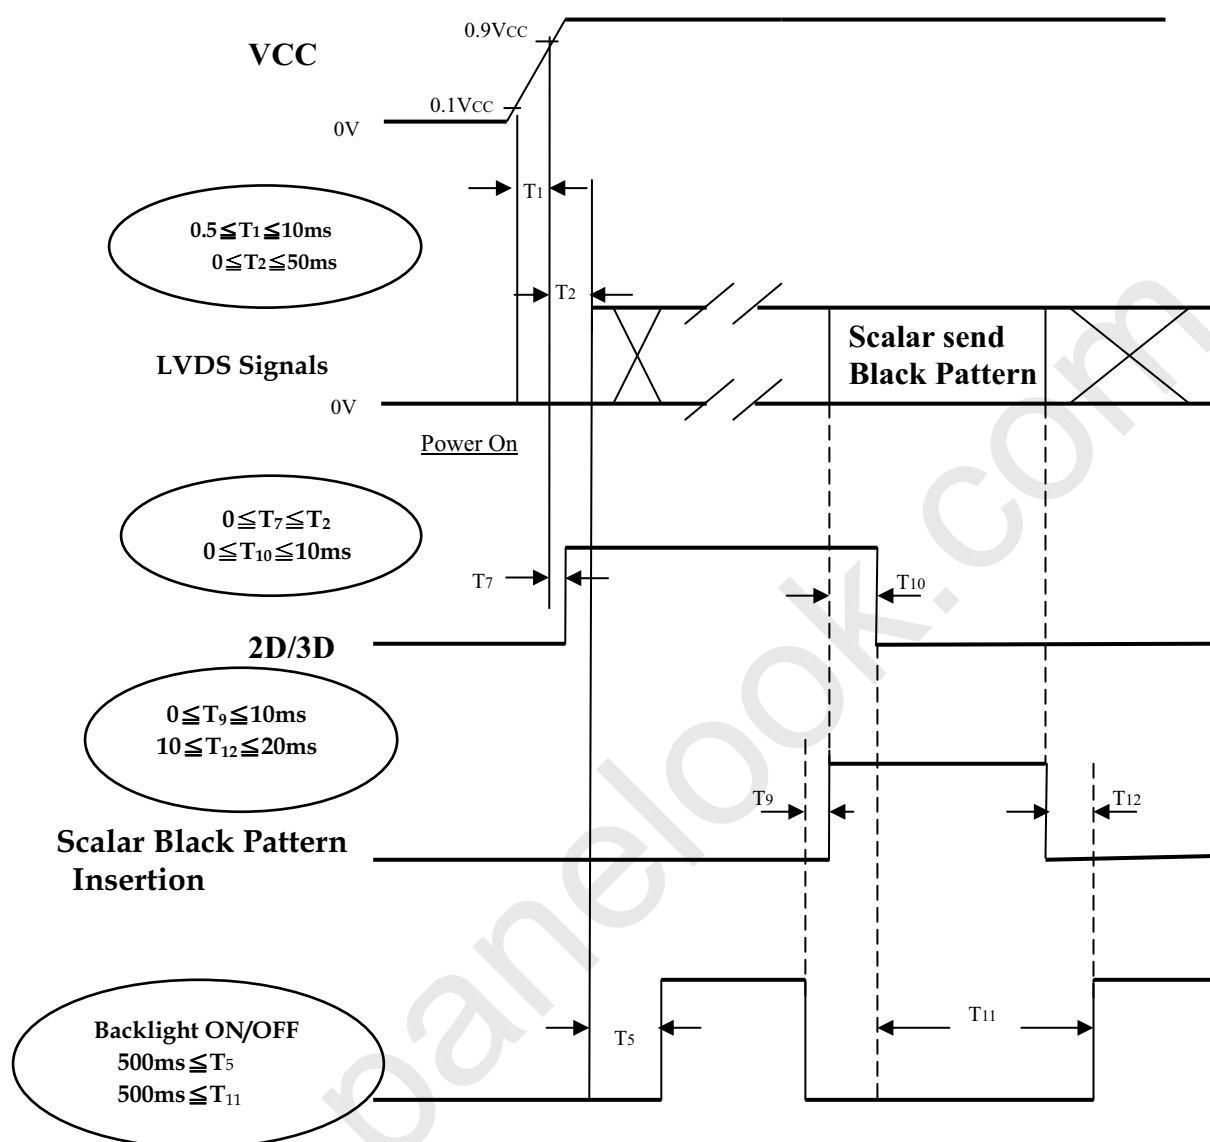 0.9VCC
VCC
0.1VCC
0V
T1
0.5≦T1≦10ms
0≦T2≦50ms
T2
Scalar send
Black Pattern
LVDS Signals
0V
Power On
0≦T7≦T2
0≦T10≦10ms
T7
T10
2D/3D
0≦T9≦10ms
10≦T12≦20ms
T9
T12
Scalar Black Pattern
Insertion
Backlight ON/OFF
500ms≦T5
500ms≦T11
T5
T11
panelook.com